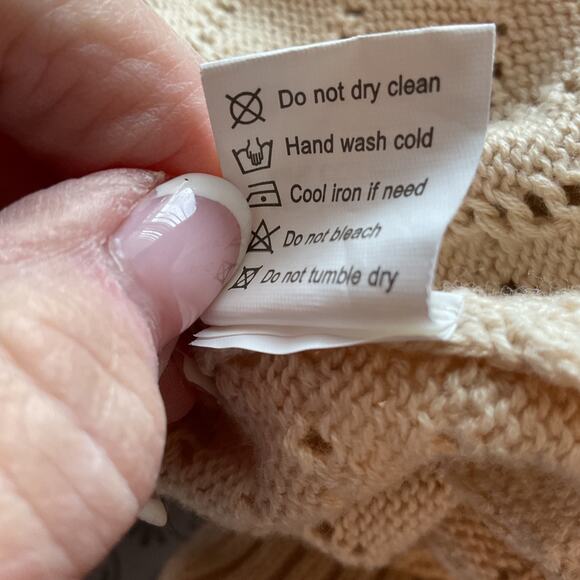 Do not dry clean
Hand wash cold
Cool iron if need
Do not bleach
Do not tumble dry